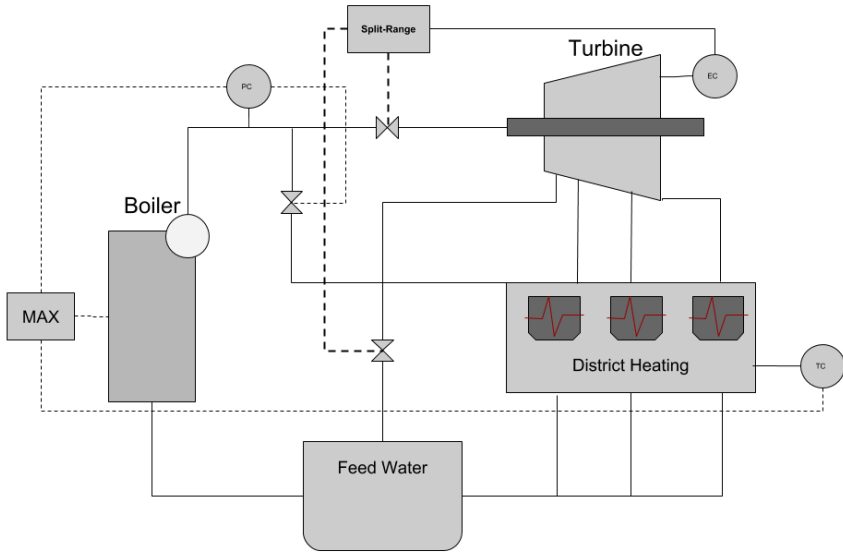 Split-Range
Turbine
PC
EC
Boiler
MAX
District Heating
TC
Feed Water